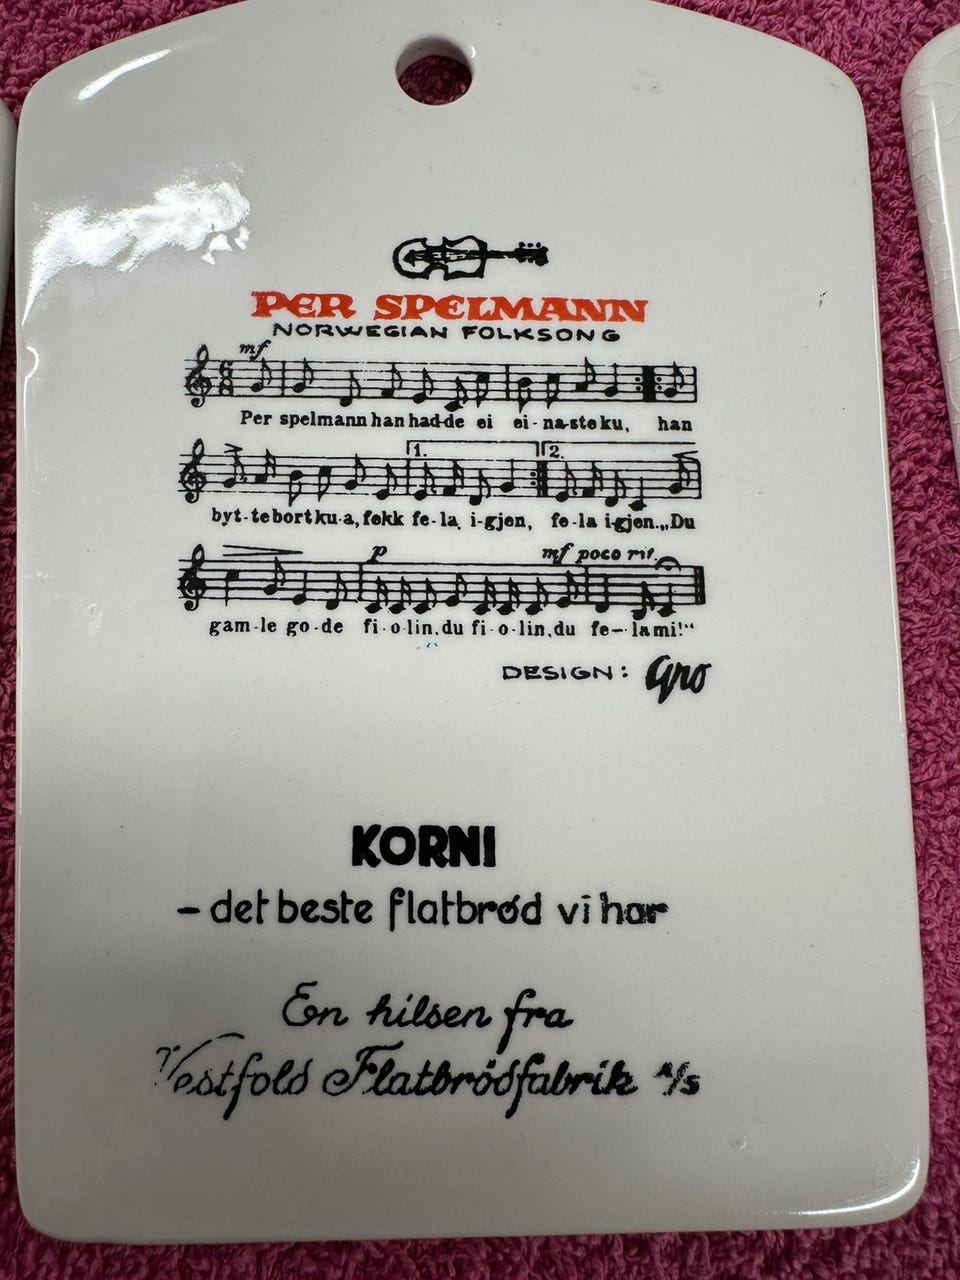 PER SPELMANN
NORWEGIAN FOLKSONG
mf
Per spelmann han had-de ei ei-na-ste ku, han
1. 2.
byt-te bort ku-a, fekk fe-la i-gjen, fe-la i-gjen. „Du
p mf poco rit.
gam-le go-de fi-o-lin, du fi-o-lin, du fe-la mi!“
DESIGN: Gro
KORNI
- det beste flatbrød vi har
En hilsen fra
Vestfold Flatbrödfabrik A/S